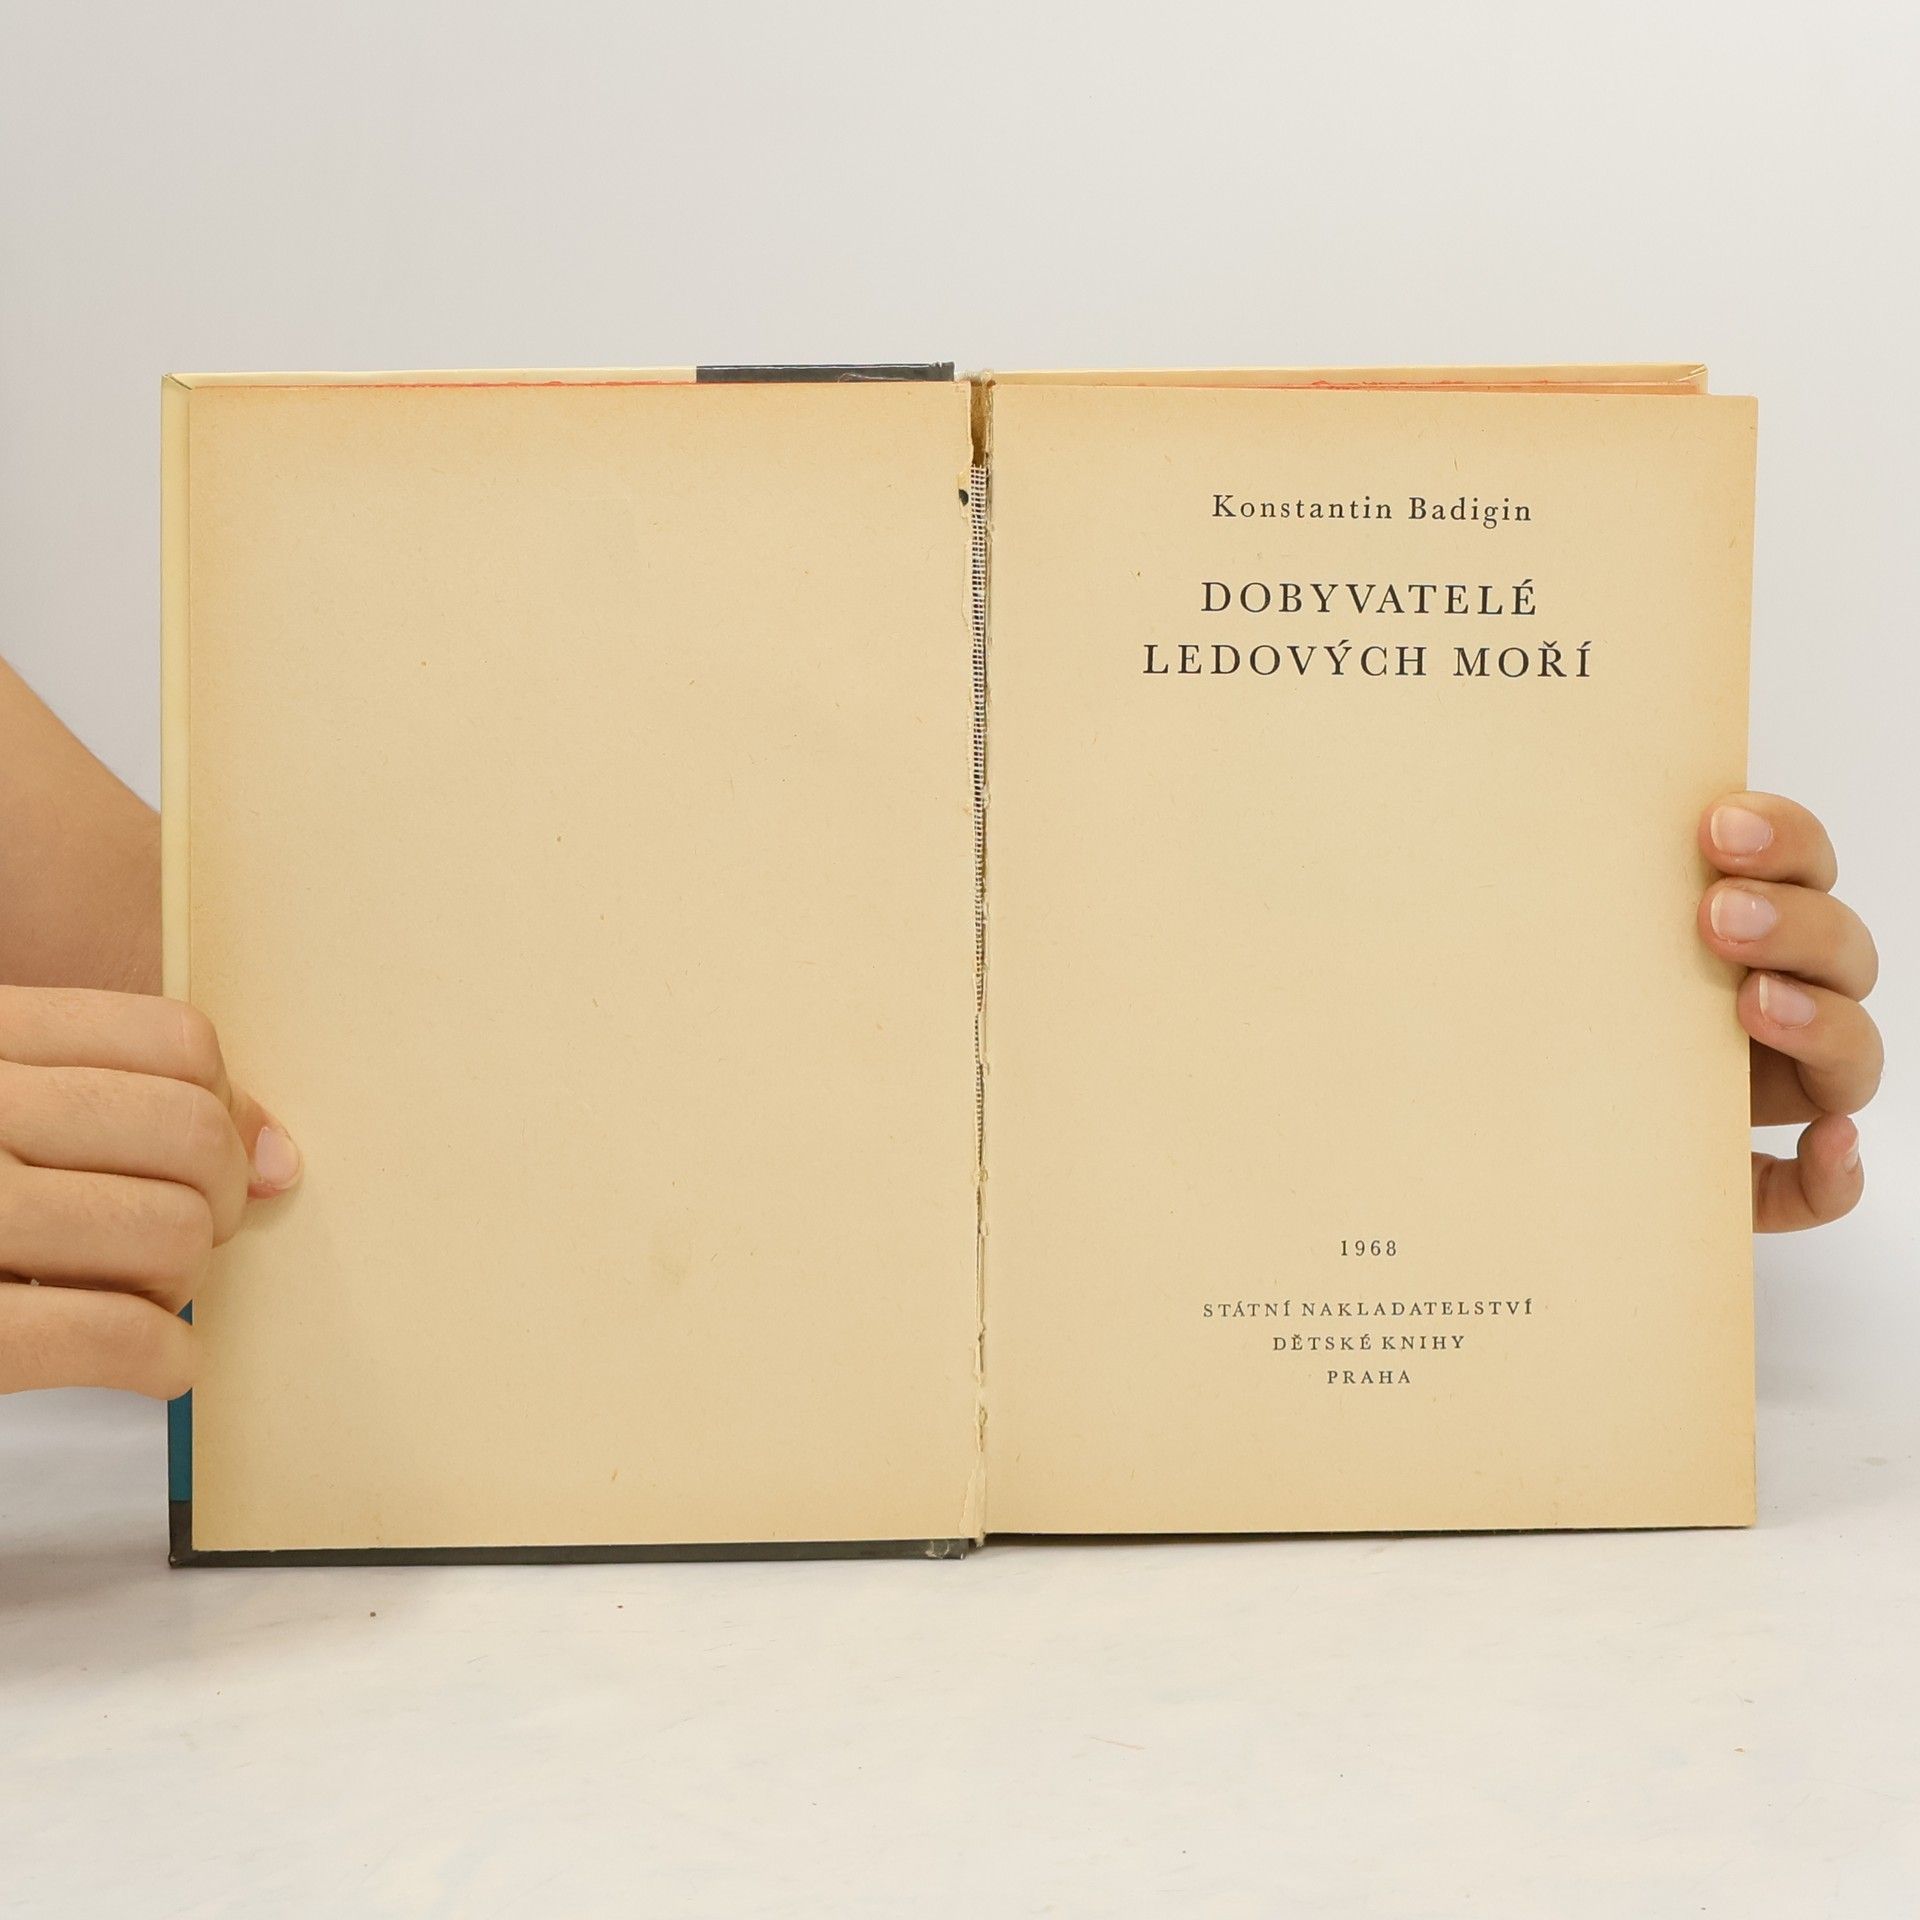 Konstantin Badigin
DOBYVATELÉ
LEDOVÝCH MOŘÍ
1968
STÁTNÍ NAKLADATELSTVÍ
DĚTSKÉ KNIHY
PRAHA